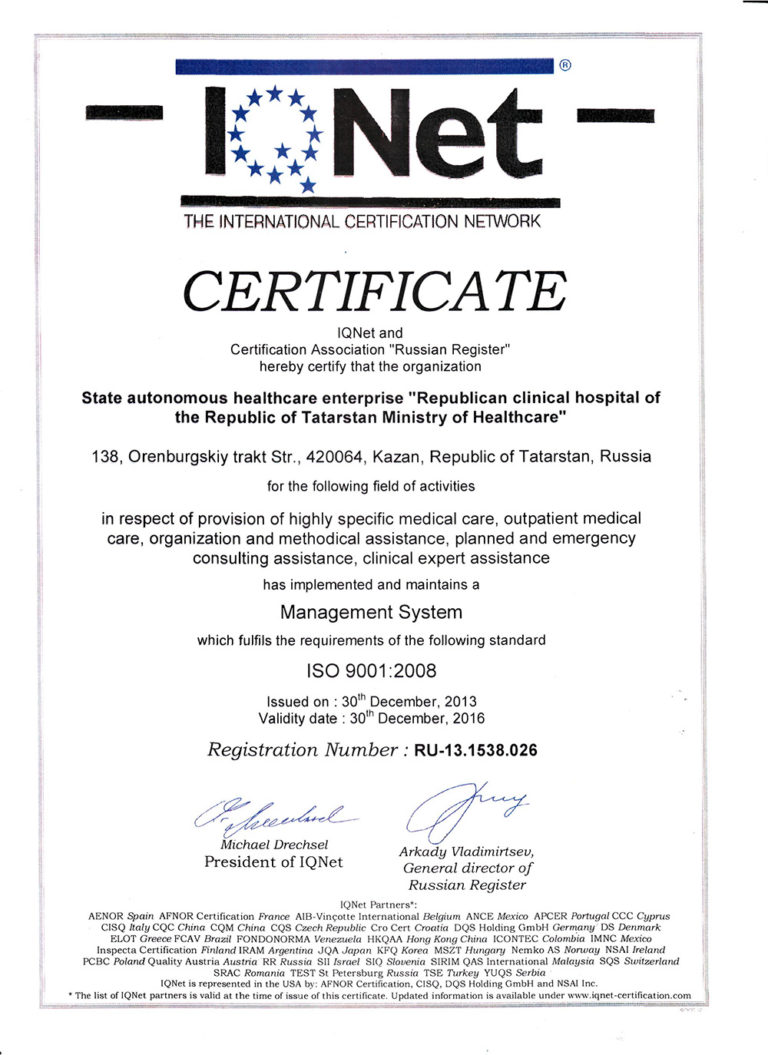 ®
IQNet
THE INTERNATIONAL CERTIFICATION NETWORK
CERTIFICATE
IQNet and
Certification Association "Russian Register"
hereby certify that the organization
State autonomous healthcare enterprise "Republican clinical hospital of
the Republic of Tatarstan Ministry of Healthcare"
138, Orenburgskiy trakt Str., 420064, Kazan, Republic of Tatarstan, Russia
for the following field of activities
in respect of provision of highly specific medical care, outpatient medical
care, organization and methodical assistance, planned and emergency
consulting assistance, clinical expert assistance
has implemented and maintains a
Management System
which fulfils the requirements of the following standard
ISO 9001:2008
Issued on : 30th December, 2013
Validity date : 30th December, 2016
Registration Number : RU-13.1538.026
Michael Drechsel
President of IQNet
Arkady Vladimirtsev,
General director of
Russian Register
IQNet Partners*:
AENOR Spain AFNOR Certification France AIB-Vinçotte International Belgium ANCE Mexico APCER Portugal CCC Cyprus
CISQ Italy CQC China CQM China CQS Czech Republic Cro Cert Croatia DQS Holding GmbH Germany DS Denmark
ELOT Greece FCAV Brazil FONDONORMA Venezuela HKQAA Hong Kong China ICONTEC Colombia IMNC Mexico
Inspecta Certification Finland IRAM Argentina JQA Japan KFQ Korea MSZT Hungary Nemko AS Norway NSAI Ireland
PCBC Poland Quality Austria Austria RR Russia SII Israel SIQ Slovenia SIRIM QAS International Malaysia SQS Switzerland
SRAC Romania TEST St Petersburg Russia TSE Turkey YUQS Serbia
IQNet is represented in the USA by: AFNOR Certification, CISQ, DQS Holding GmbH and NSAI Inc.
* The list of IQNet partners is valid at the time of issue of this certificate. Updated information is available under www.iqnet-certification.com